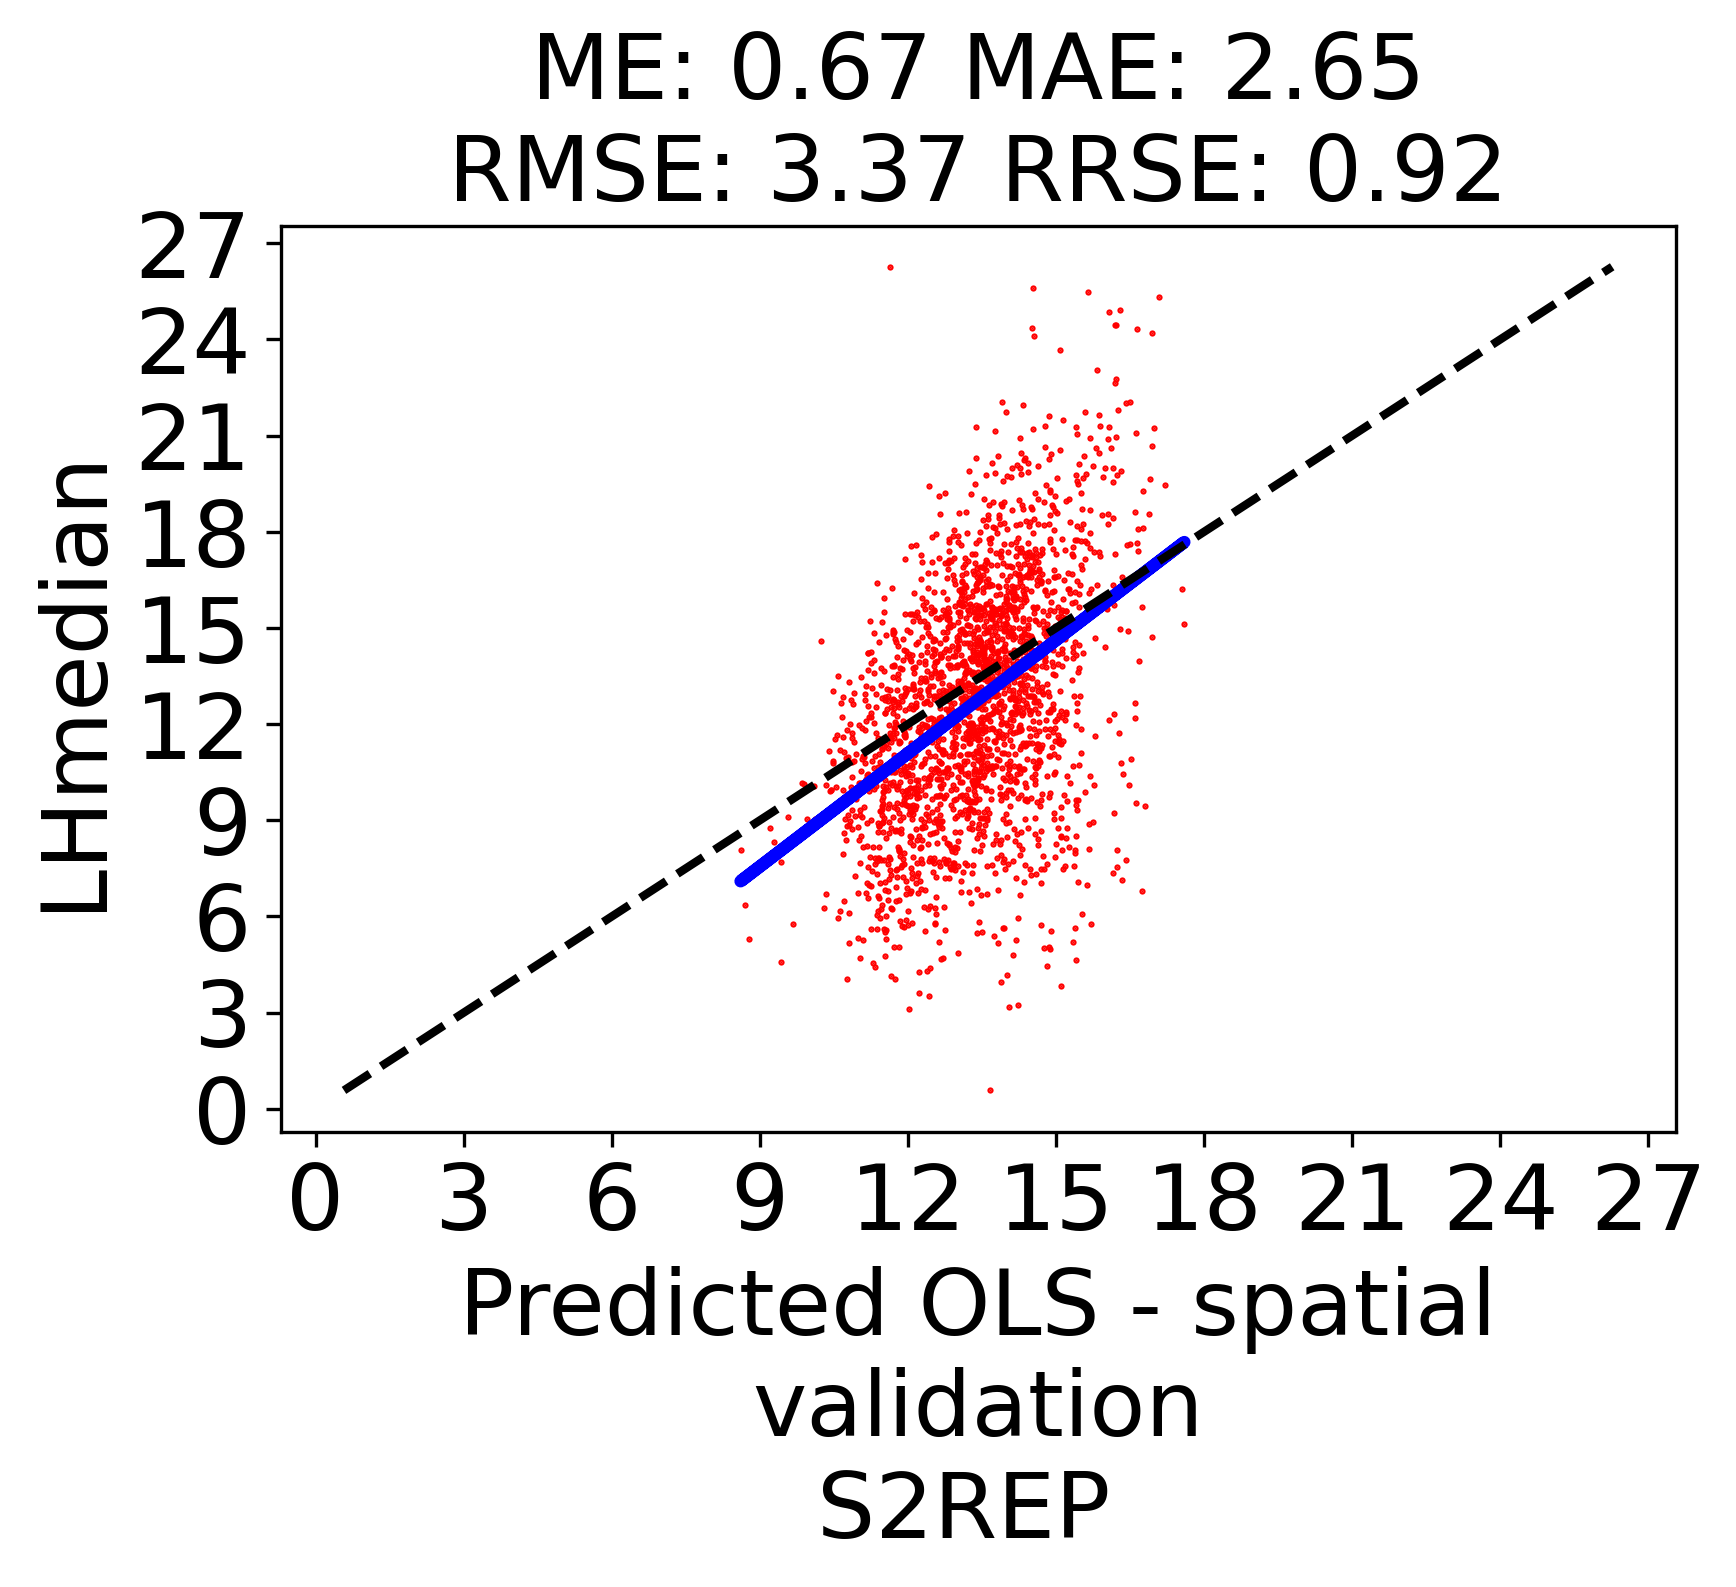 ME: 0.67 MAE: 2.65
RMSE: 3.37 RRSE: 0.92
27
24
21
18
15
12
9
6
3
0
LHmedian
0 3 6 9 12 15 18 21 24 27
Predicted OLS - spatial
validation
S2REP